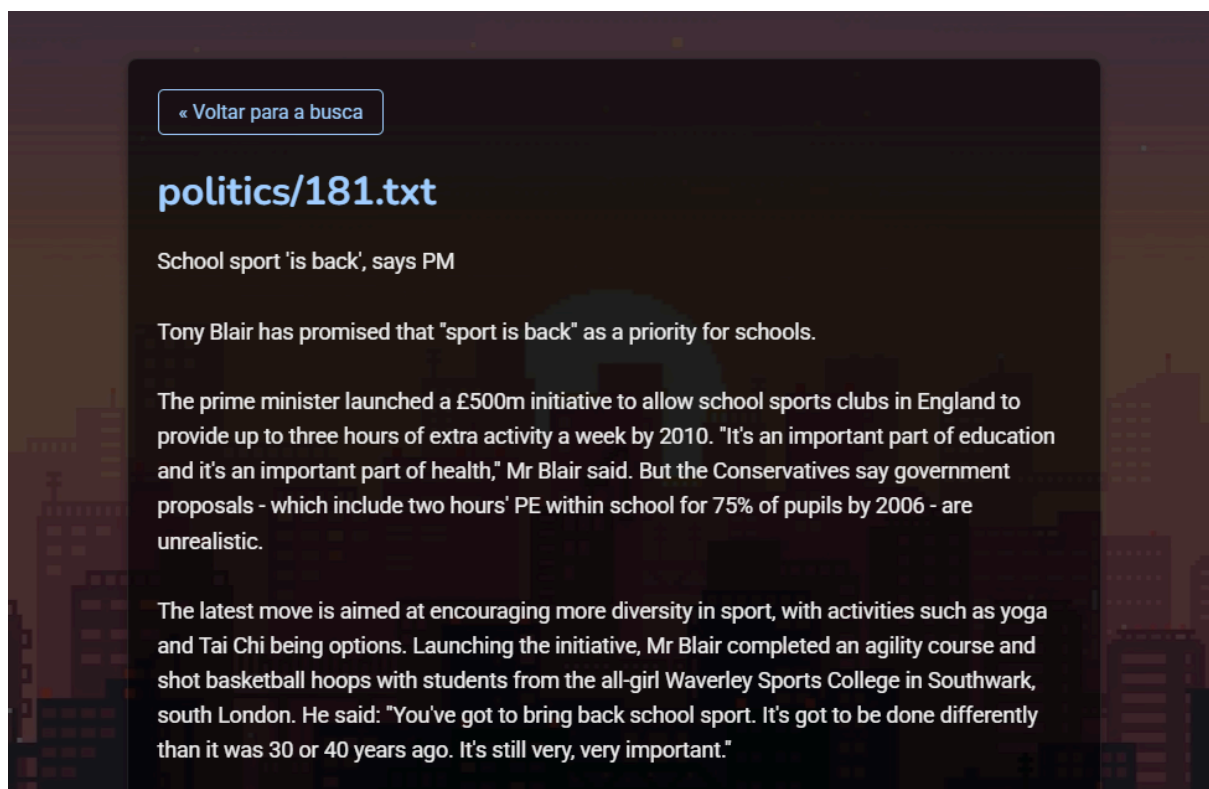 « Voltar para a busca
politics/181.txt
School sport 'is back', says PM
Tony Blair has promised that "sport is back" as a priority for schools.
The prime minister launched a £500m initiative to allow school sports clubs in England to
provide up to three hours of extra activity a week by 2010. "It's an important part of education
and it's an important part of health," Mr Blair said. But the Conservatives say government
proposals - which include two hours' PE within school for 75% of pupils by 2006 - are
unrealistic.
The latest move is aimed at encouraging more diversity in sport, with activities such as yoga
and Tai Chi being options. Launching the initiative, Mr Blair completed an agility course and
shot basketball hoops with students from the all-girl Waverley Sports College in Southwark,
south London. He said: "You've got to bring back school sport. It's got to be done differently
than it was 30 or 40 years ago. It's still very, very important."